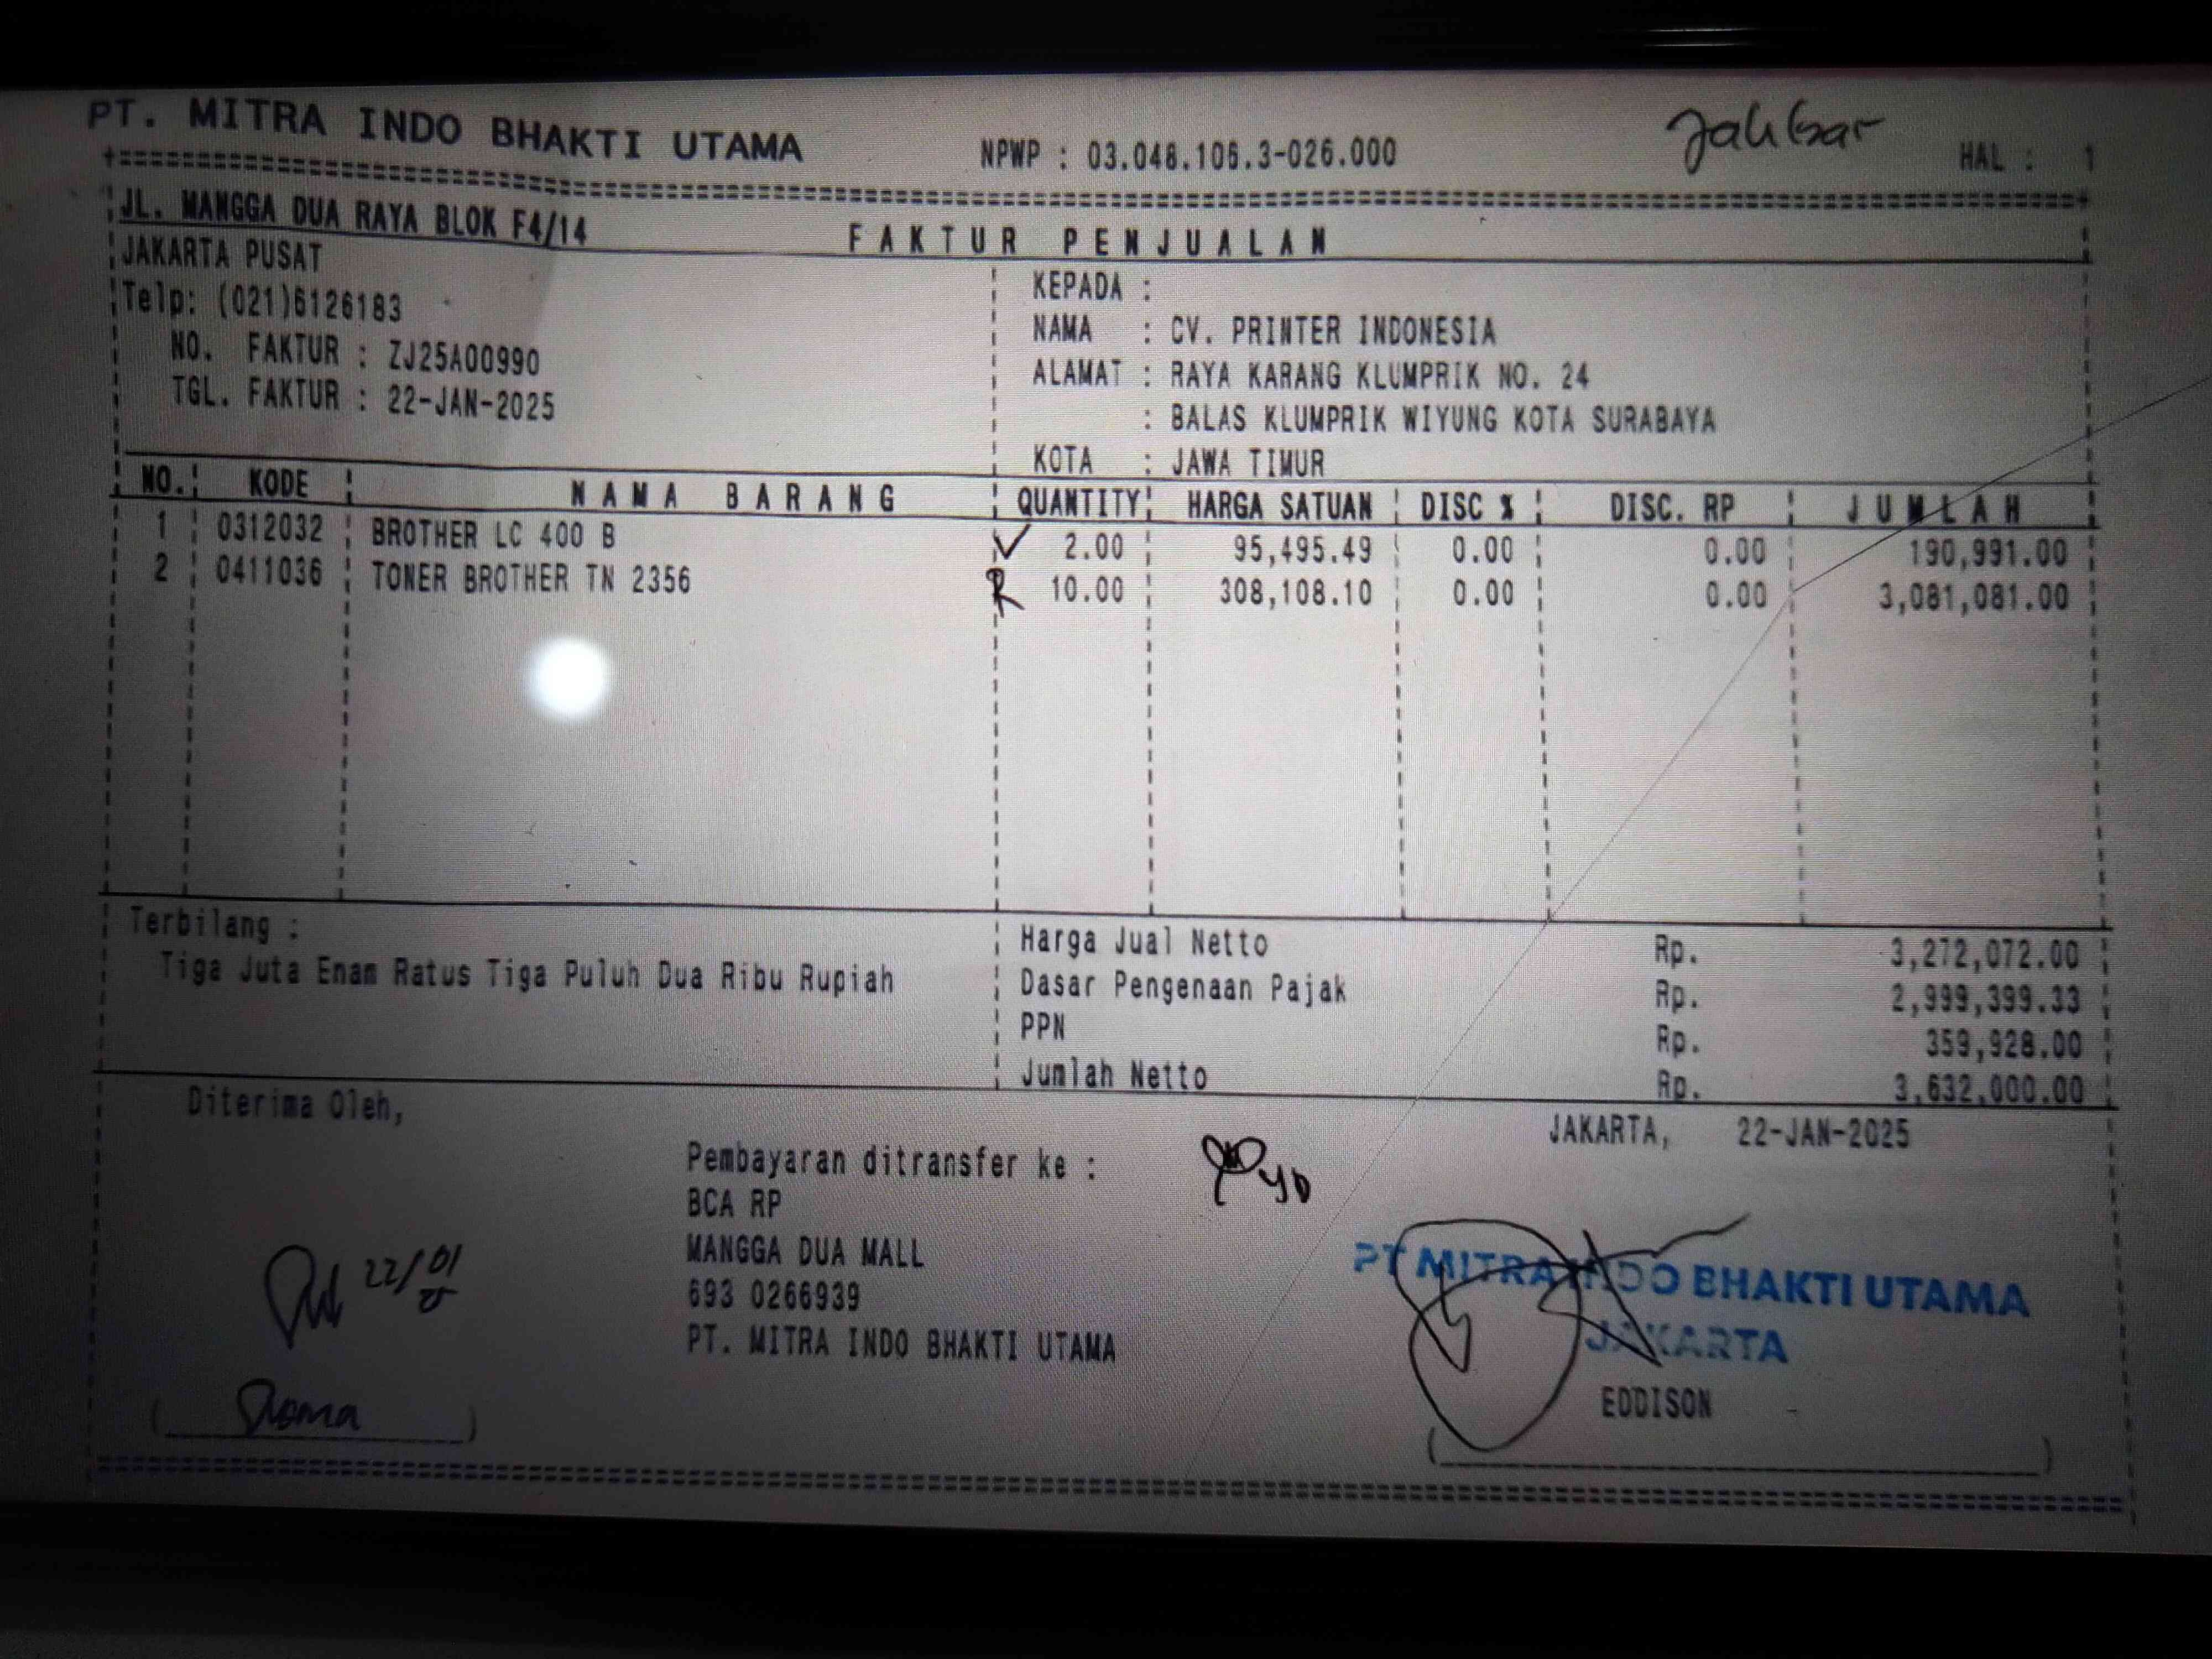 PT. MITRA INDO BHAKTI UTAMA NPWP : 03.048.106.3-026.000 Jakbar HAL : 1
JL. MANGGA DUA RAYA BLOK F4/14
FAKTUR PENJUALAN
JAKARTA PUSAT
Telp: (021)6126183
NO. FAKTUR : ZJ25A00990
TGL. FAKTUR : 22-JAN-2025
KEPADA :
NAMA : CV. PRINTER INDONESIA
ALAMAT : RAYA KARANG KLUMPRIK NO. 24
: BALAS KLUMPRIK WIYUNG KOTA SURABAYA
KOTA : JAWA TIMUR
NO. KODE NAMA BARANG QUANTITY HARGA SATUAN DISC % DISC. RP JUMLAH
1 0312032 BROTHER LC 400 B 2.00 95,495.49 0.00 0.00 190,991.00
2 0411036 TONER BROTHER TN 2356 10.00 308,108.10 0.00 0.00 3,081,081.00
Terbilang :
Tiga Juta Enam Ratus Tiga Puluh Dua Ribu Rupiah
Harga Jual Netto Rp. 3,272,072.00
Dasar Pengenaan Pajak Rp. 2,999,399.33
PPN Rp. 359,928.00
Jumlah Netto Rp. 3,632,000.00
Diterima Oleh,
22/01
Pembayaran ditransfer ke :
BCA RP
MANGGA DUA MALL
693 0266939
PT. MITRA INDO BHAKTI UTAMA
JAKARTA, 22-JAN-2025
PT MITRA INDO BHAKTI UTAMA
JAKARTA
EDDISON